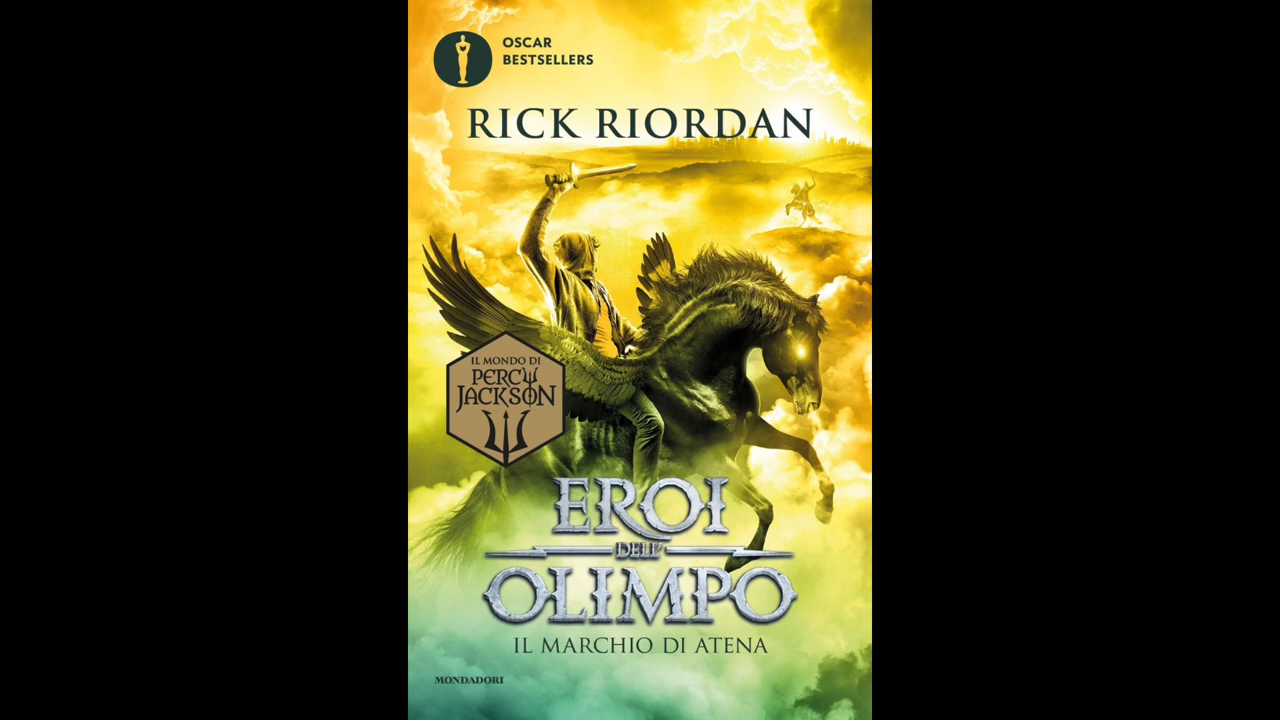 OSCAR
BESTSELLERS
RICK RIORDAN
IL MONDO DI
PERCY
JACKSON
EROI
DELL'
OLIMPO
IL MARCHIO DI ATENA
MONDADORI